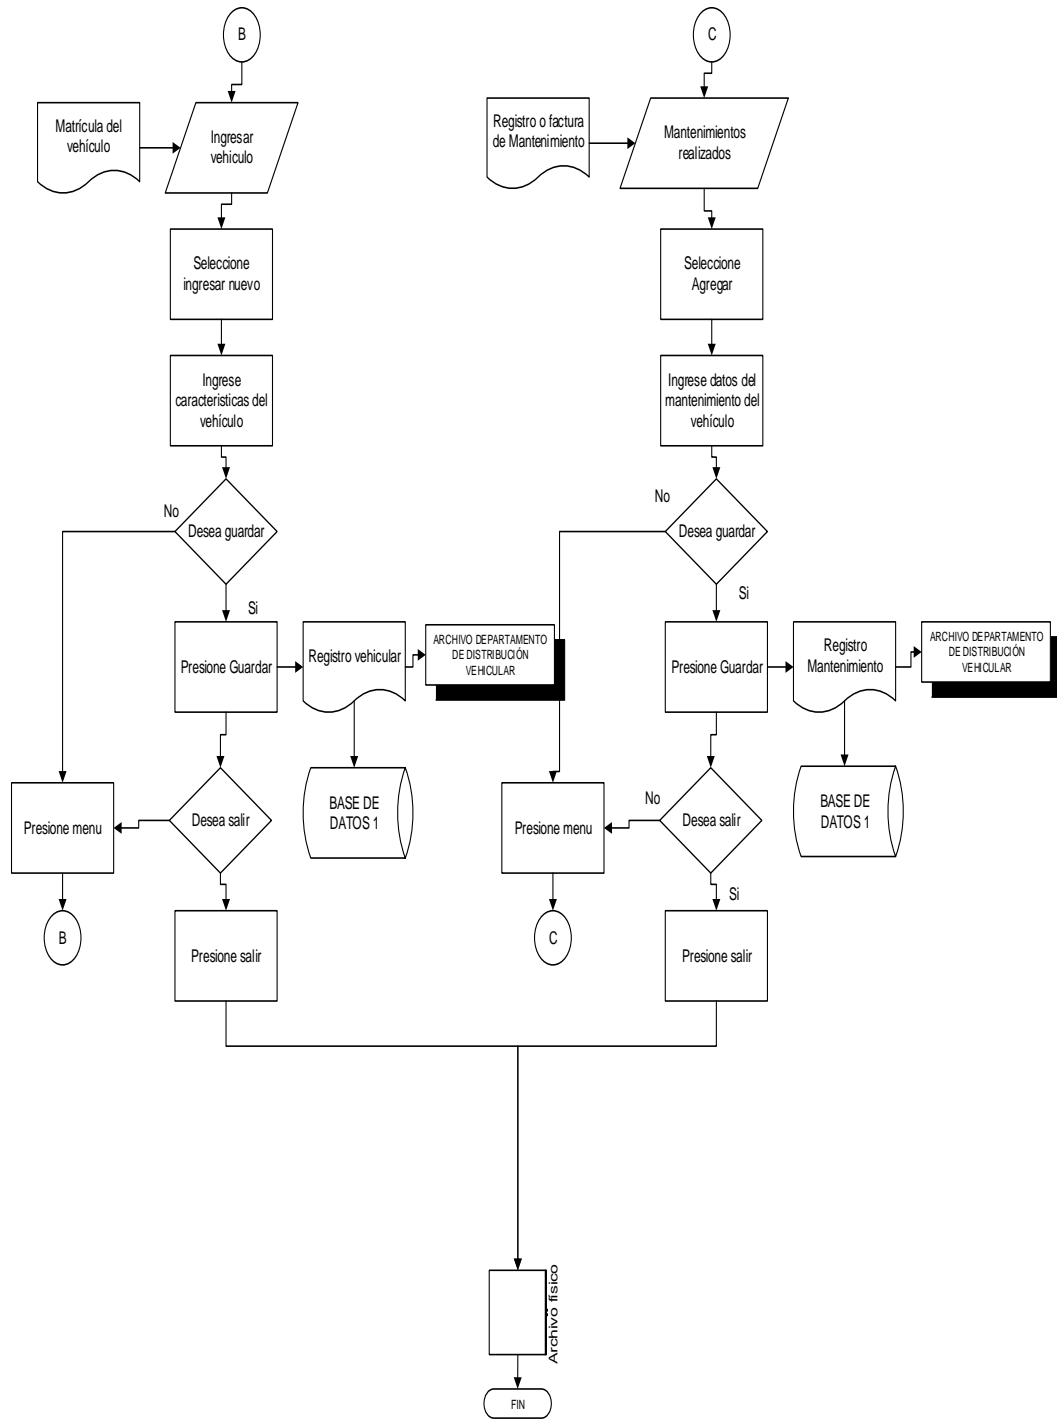 B
Matrícula del
vehículo
Ingresar
vehiculo
Seleccione
ingresar nuevo
Ingrese
caracteristicas del
vehículo
No
Desea guardar
Si
Presione Guardar
Registro vehicular
ARCHIVO DEPARTAMENTO
DE DISTRIBUCIÓN
VEHICULAR
BASE DE
DATOS 1
Presione menu
Desea salir
B
Presione salir
C
Registro o factura
de Mantenimiento
Mantenimientos
realizados
Seleccione
Agregar
Ingrese datos del
mantenimiento del
vehículo
No
Desea guardar
Si
Presione Guardar
Registro
Mantenimiento
ARCHIVO DEPARTAMENTO
DE DISTRIBUCIÓN
VEHICULAR
BASE DE
DATOS 1
No
Presione menu
Desea salir
Si
C
Presione salir
Archivo físico
FIN